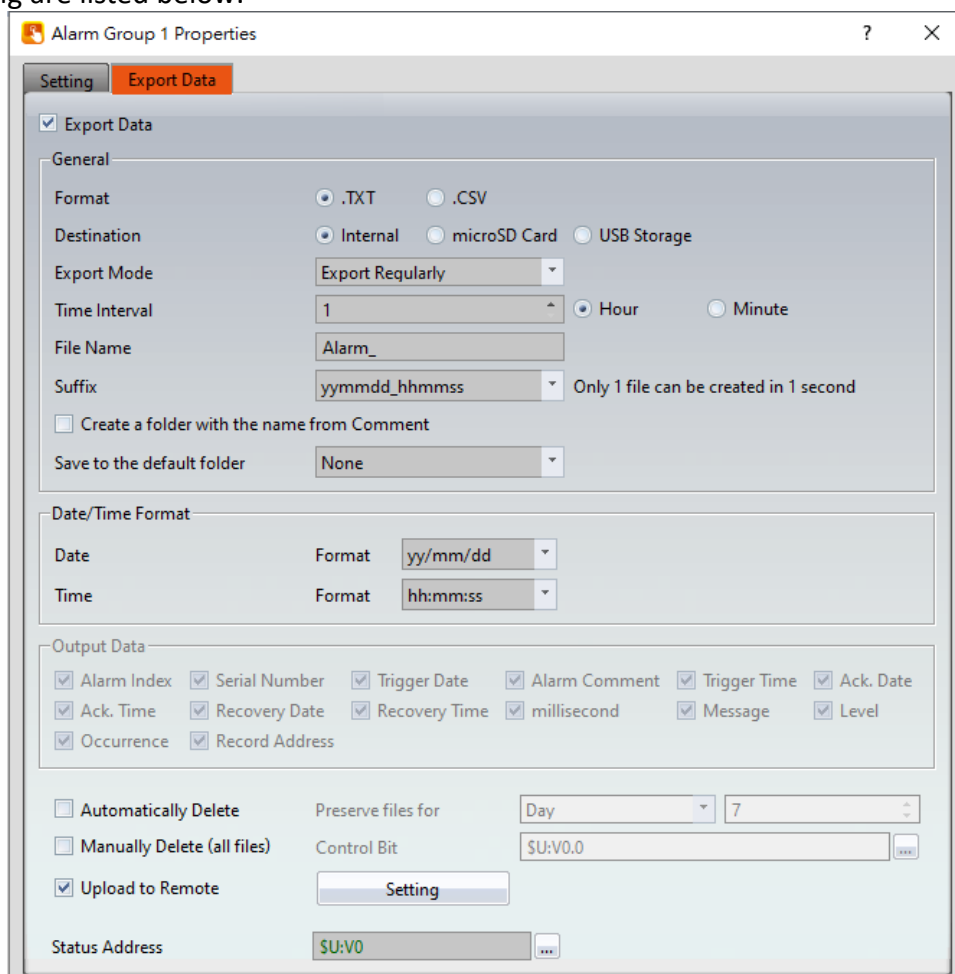 ng are listed below:
Alarm Group 1 Properties ? ×
Setting Export Data
Export Data
General
Format .TXT .CSV
Destination Internal microSD Card USB Storage
Export Mode Export Reqularly
Time Interval 1 Hour Minute
File Name Alarm_
Suffix yymmdd_hhmmss Only 1 file can be created in 1 second
Create a folder with the name from Comment
Save to the default folder None
Date/Time Format
Date Format yy/mm/dd
Time Format hh:mm:ss
Output Data
Alarm Index Serial Number Trigger Date Alarm Comment Trigger Time Ack. Date
Ack. Time Recovery Date Recovery Time millisecond Message Level
Occurrence Record Address
Automatically Delete Preserve files for Day 7
Manually Delete (all files) Control Bit $U:V0.0 ...
Upload to Remote Setting
Status Address $U:V0 ...